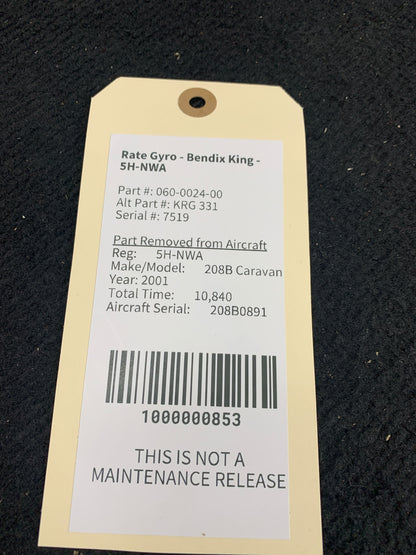 Rate Gyro - Bendix King -
5H-NWA
Part #: 060-0024-00
Alt Part #: KRG 331
Serial #: 7519
Part Removed from Aircraft
Reg: 5H-NWA
Make/Model: 208B Caravan
Year: 2001
Total Time: 10,840
Aircraft Serial: 208B0891
1000000853
THIS IS NOT A
MAINTENANCE RELEASE